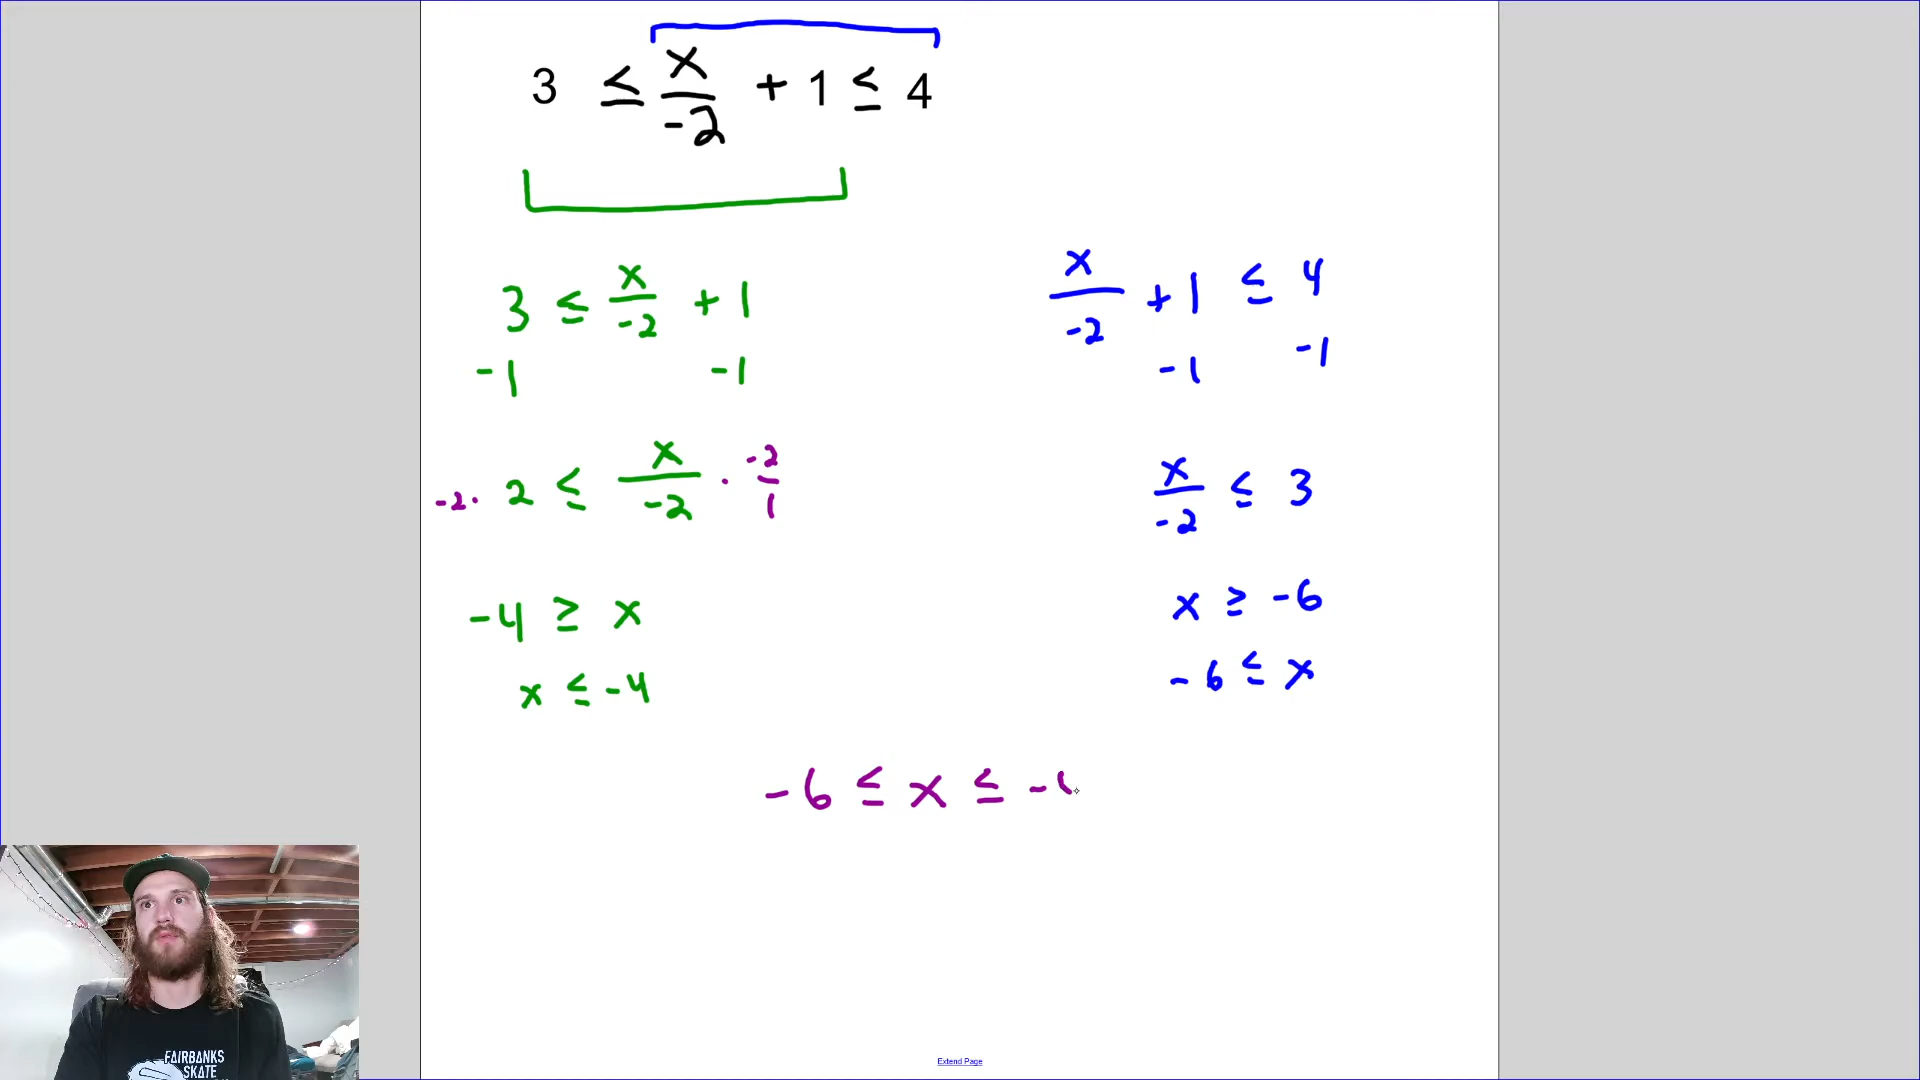 3 ≤ x/-2 + 1 ≤ 4
3 ≤ x/-2 + 1
-1 -1
-2 · 2 ≤ x/-2 · -2/1
-4 ≥ x
x ≤ -4
x/-2 + 1 ≤ 4
-1 -1
x/-2 ≤ 3
x ≥ -6
-6 ≤ x
-6 ≤ x ≤ -
FAIRBANKS
SKATE
Extend Page